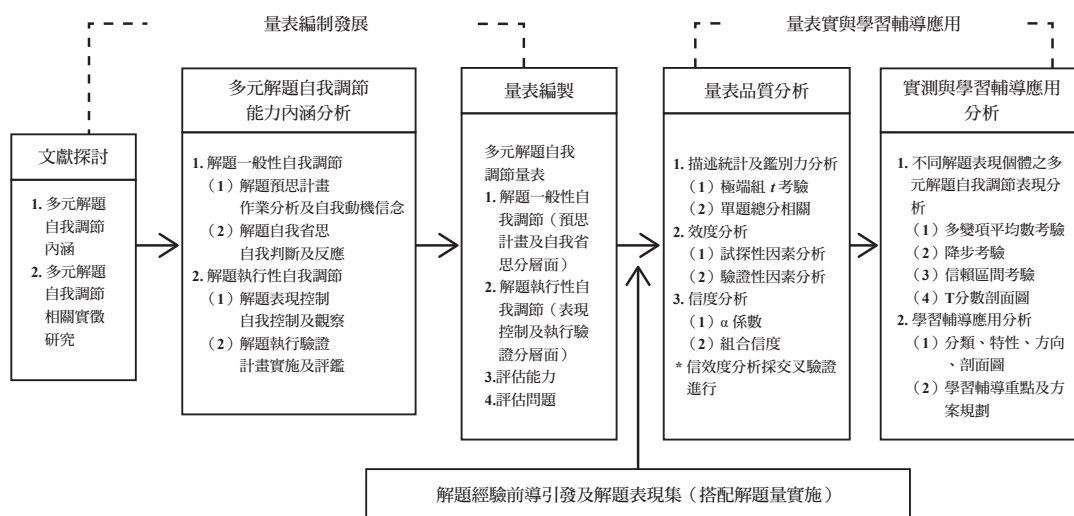 量表編制發展
量表實與學習輔導應用
文獻探討
1. 多元解題
自我調節
內涵
2. 多元解題
自我調節
相關實徵
研究
多元解題自我調節
能力內涵分析
1. 解題一般性自我調節
（1）解題預思計畫
作業分析及自我動機信念
（2）解題自我省思
自我判斷及反應
2. 解題執行性自我調節
（1）解題表現控制
自我控制及觀察
（2）解題執行驗證
計畫實施及評鑑
量表編製
多元解題自我
調節量表
1. 解題一般性自
我調節（預思
計畫及自我省
思分層面）
2. 解題執行性自
我調節（表現
控制及執行驗
證分層面）
3.評估能力
4.評估問題
量表品質分析
1. 描述統計及鑑別力分析
（1）極端組 t 考驗
（2）單題總分相關
2. 效度分析
（1）試探性因素分析
（2）驗證性因素分析
3. 信度分析
（1）α 係數
（2）組合信度
* 信效度分析採交叉驗證
進行
實測與學習輔導應用
分析
1. 不同解題表現個體之多
元解題自我調節表現分
析
（1）多變項平均數考驗
（2）降步考驗
（3）信賴區間考驗
（4）T分數剖面圖
2. 學習輔導應用分析
（1）分類、特性、方向
、剖面圖
（2）學習輔導重點及方
案規劃
解題經驗前導引發及解題表現集（搭配解題量實施）